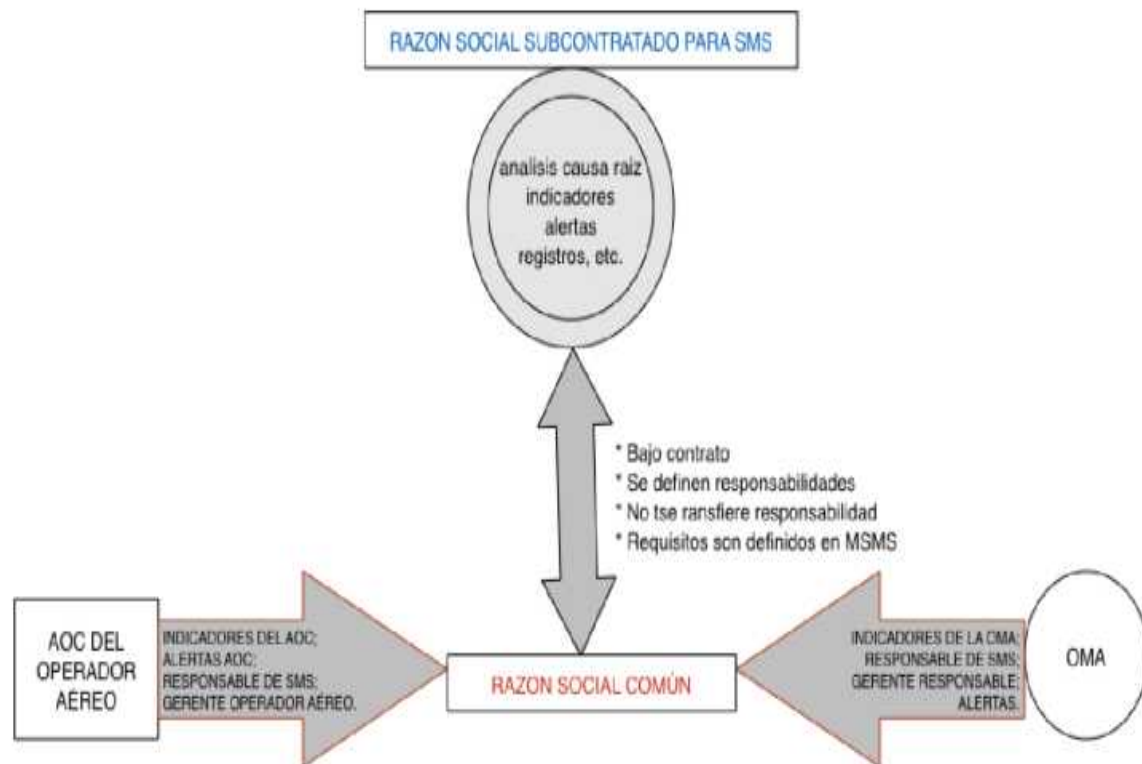 RAZON SOCIAL SUBCONTRATADO PARA SMS
analisis causa raiz
indicadores
alertas
registros, etc.
* Bajo contrato
* Se definen responsabilidades
* No tse ransfiere responsabilidad
* Requisitos son definidos en MSMS
AOC DEL
OPERADOR
AÉREO
INDICADORES DEL AOC;
ALERTAS AOC;
RESPONSABLE DE SMS;
GERENTE OPERADOR AÉREO.
RAZON SOCIAL COMÚN
INDICADORES DE LA OMA;
RESPONSABLE DE SMS;
GERENTE RESPONSABLE;
ALERTAS.
OMA